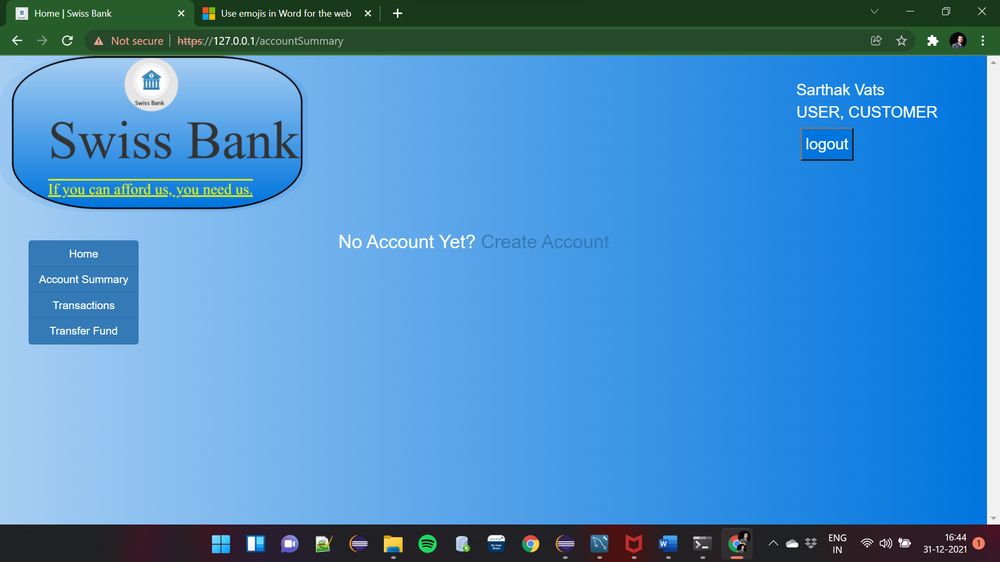 Home | Swiss Bank
Use emojis in Word for the web
Not secure | https://127.0.0.1/accountSummary
Swiss Bank
Swiss Bank
If you can afford us, you need us.
Sarthak Vats
USER, CUSTOMER
logout
No Account Yet? Create Account
Home
Account Summary
Transactions
Transfer Fund
ENG
IN
16:44
31-12-2021
1